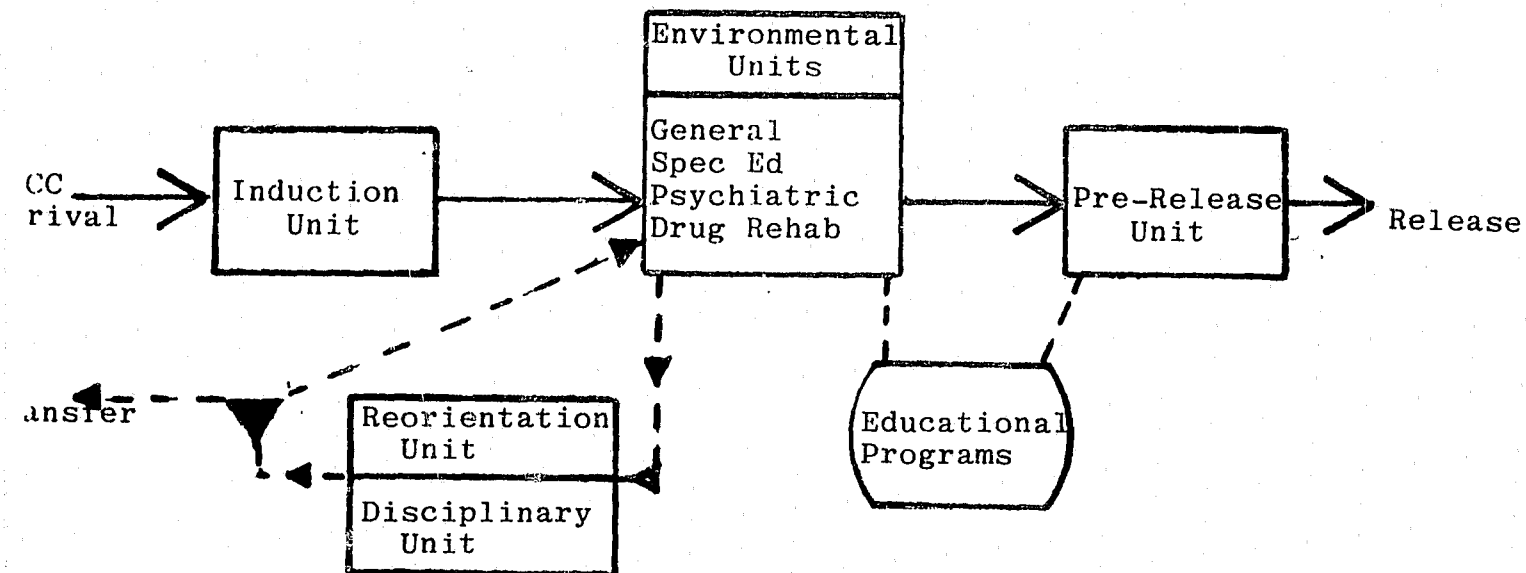 Environmental
Units
General
Spec Ed
Psychiatric
Drug Rehab
CC
rival
Induction
Unit
Pre-Release
Unit
Release
ansfer
Reorientation
Unit
Disciplinary
Unit
Educational
Programs